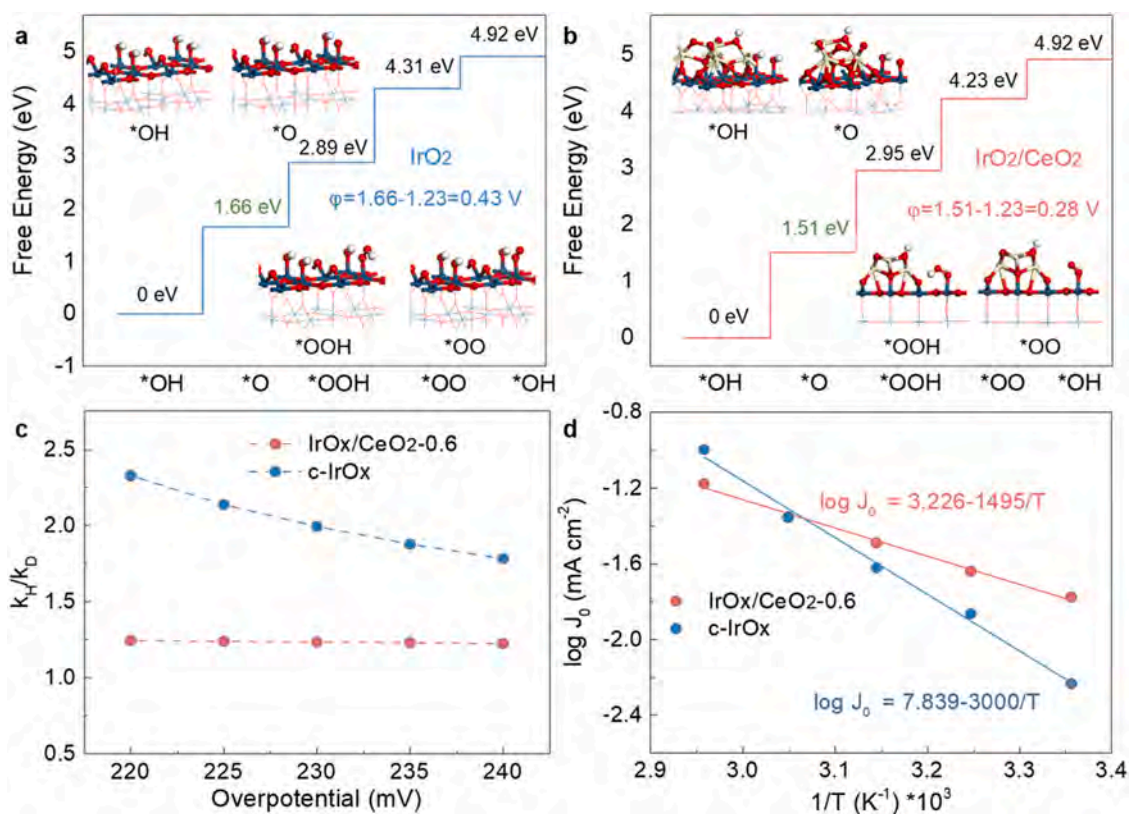 a
Free Energy (eV)
5
4
3
2
1
0
−1
4.92 eV
4.31 eV
*OH
*O
2.89 eV
IrO2
1.66 eV
φ=1.66-1.23=0.43 V
0 eV
*OOH
*OO
*OH *O *OOH *OO *OH
b
Free Energy (eV)
5
4
3
2
1
0
4.92 eV
4.23 eV
*OH
*O
2.95 eV
IrO2/CeO2
φ=1.51-1.23=0.28 V
1.51 eV
0 eV
*OOH
*OO
*OH *O *OOH *OO *OH
c
kH/kD
2.5
2.0
1.5
1.0
0.5
IrOx/CeO2-0.6
c-IrOx
220 225 230 235 240
Overpotential (mV)
d
log J₀ (mA cm⁻²)
-0.8
-1.2
-1.6
-2.0
-2.4
log J₀ = 3.226-1495/T
IrOx/CeO2-0.6
c-IrOx
log J₀ = 7.839-3000/T
2.9 3.0 3.1 3.2 3.3 3.4
1/T (K⁻¹) *10³